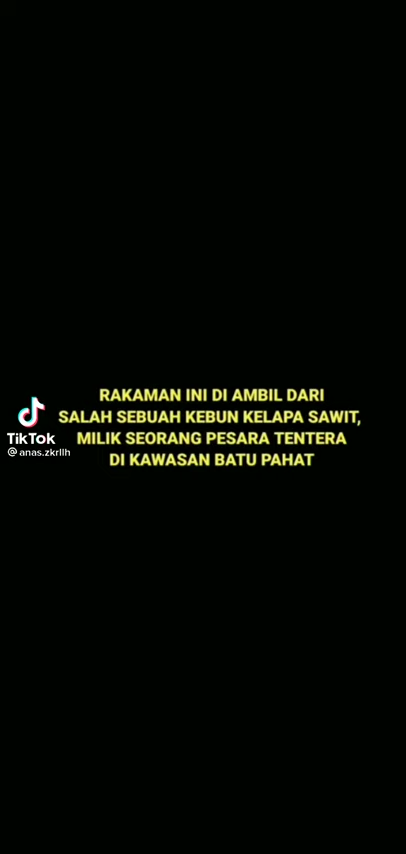 RAKAMAN INI DI AMBIL DARI
SALAH SEBUAH KEBUN KELAPA SAWIT,
MILIK SEORANG PESARA TENTERA
DI KAWASAN BATU PAHAT
TikTok
@anas.zkrllh